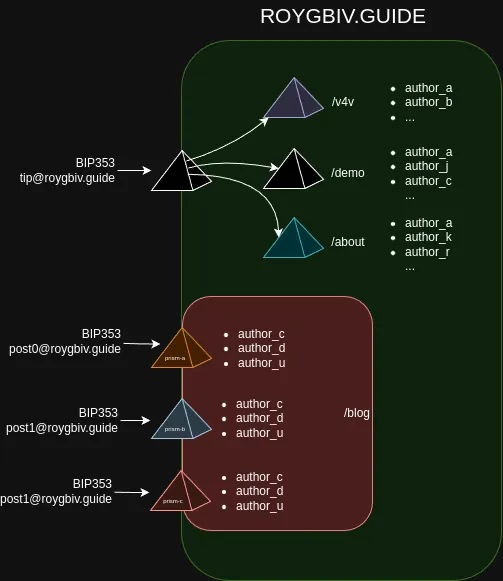 ROYGBIV.GUIDE
/v4v
• author_a
• author_b
• ...
BIP353
tip@roygbiv.guide
/demo
• author_a
• author_j
• author_c
...
/about
• author_a
• author_k
• author_r
...
BIP353
post0@roygbiv.guide
prism-a
• author_c
• author_d
• author_u
BIP353
post1@roygbiv.guide
prism-b
• author_c
• author_d
• author_u
/blog
BIP353
post1@roygbiv.guide
prism-c
• author_c
• author_d
• author_u